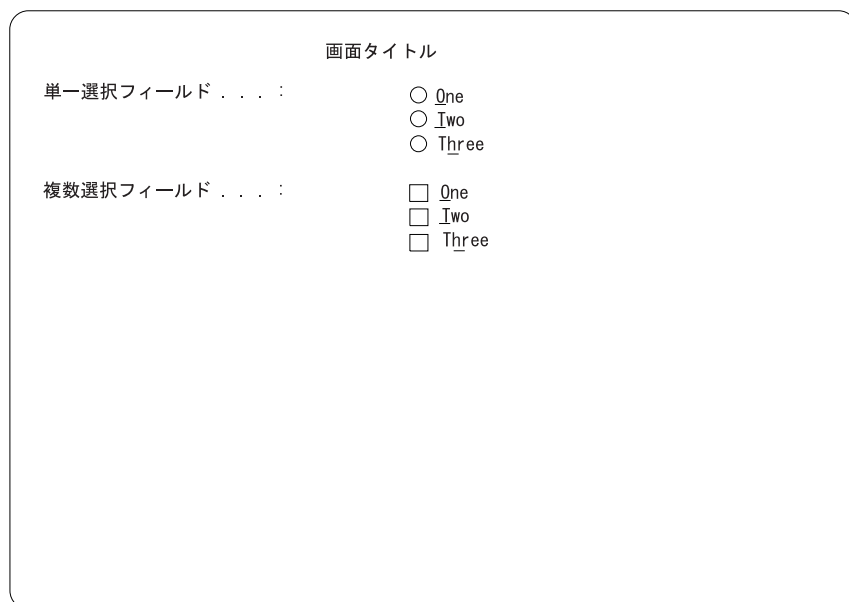 画面タイトル
単一選択フィールド . . . :
One
Two
Three
複数選択フィールド . . . :
One
Two
Three